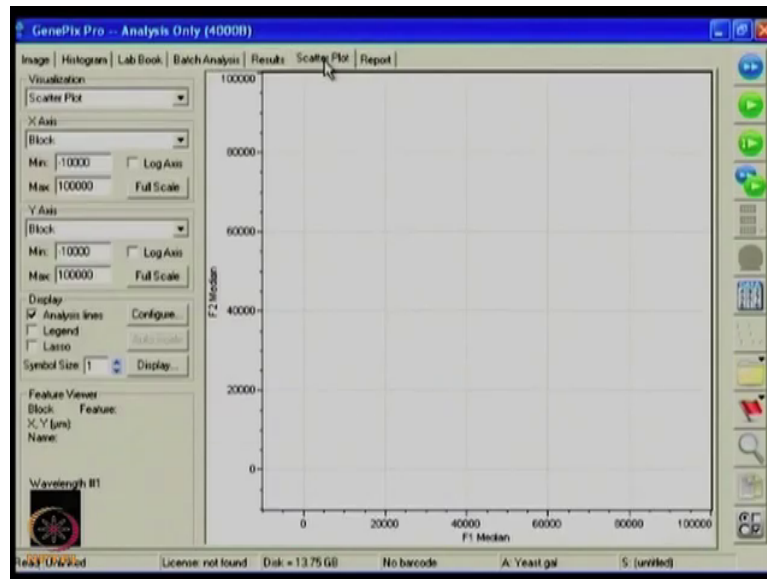 GenePix Pro -- Analysis Only (4000B)
Image Histogram Lab Book Batch Analysis Results Scatter Plot Report
Visualization
Scatter Plot
X Axis
Block
Min: -10000 Log Axis
Max: 100000 Full Scale
Y Axis
Block
Min: -10000 Log Axis
Max: 100000 Full Scale
Display
Analysis lines Configure...
Legend
Lasso Auto Scale
Symbol Size: 1 Display...
Feature Viewer
Block Feature:
X, Y (µm)
Name:
Wavelength #1
100000
80000
60000
40000
20000
0
F2 Median
0 20000 40000 60000 80000 100000
F1 Median
NPTEL
License: not found Disk = 13.75 GB No barcode A: Yeast.gal S: (untitled)